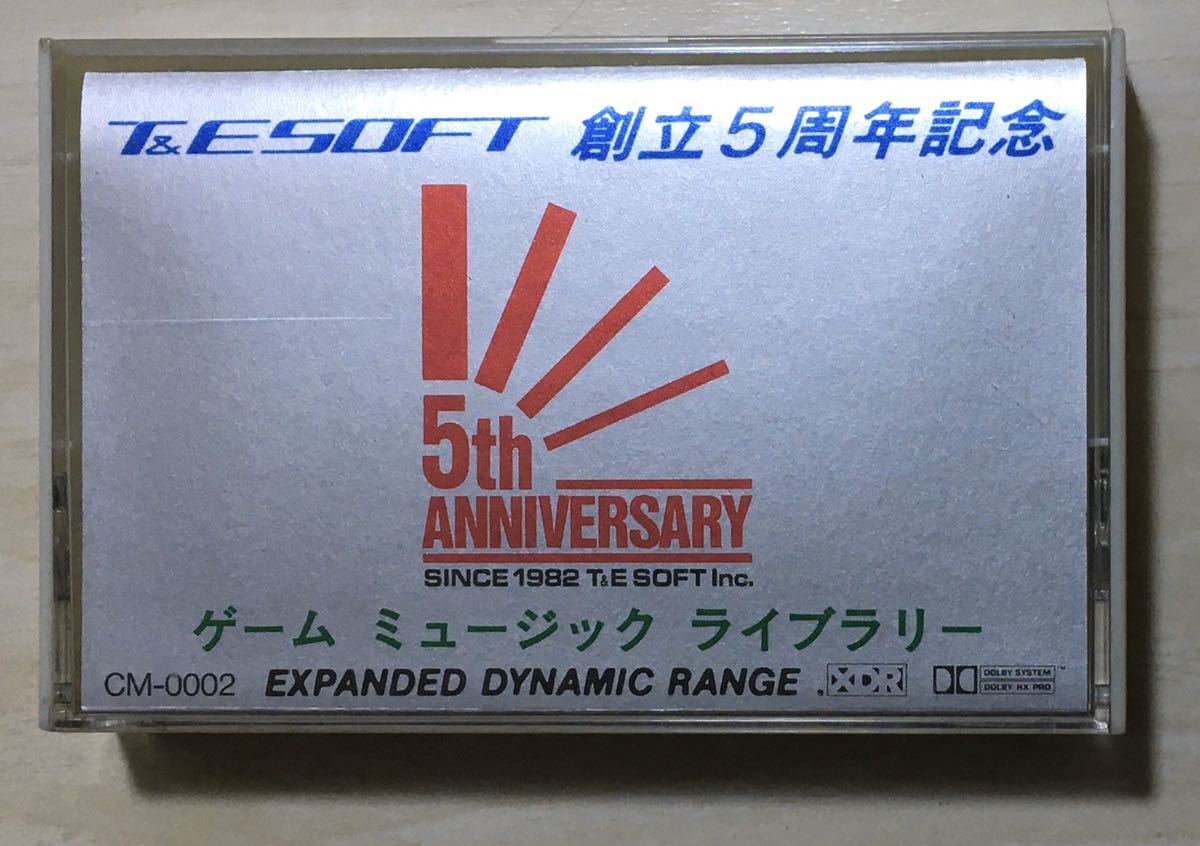 T&E SOFT 創立5周年記念
5th
ANNIVERSARY
SINCE 1982 T&E SOFT Inc.
ゲーム ミュージック ライブラリー
CM-0002 EXPANDED DYNAMIC RANGE . XDR DOLBY SYSTEM™
DOLBY HX PRO